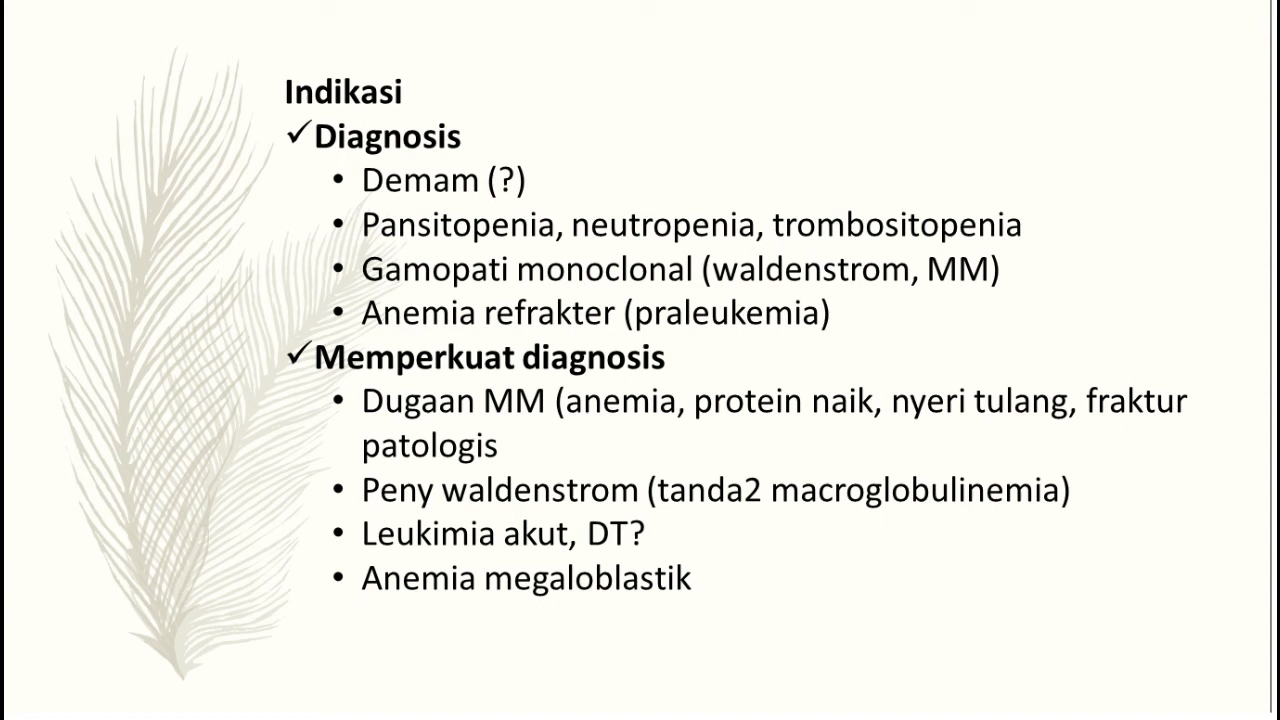 Indikasi
✓Diagnosis
• Demam (?)
• Pansitopenia, neutropenia, trombositopenia
• Gamopati monoclonal (waldenstrom, MM)
• Anemia refrakter (praleukemia)
✓Memperkuat diagnosis
• Dugaan MM (anemia, protein naik, nyeri tulang, fraktur
patologis
• Peny waldenstrom (tanda2 macroglobulinemia)
• Leukimia akut, DT?
• Anemia megaloblastik